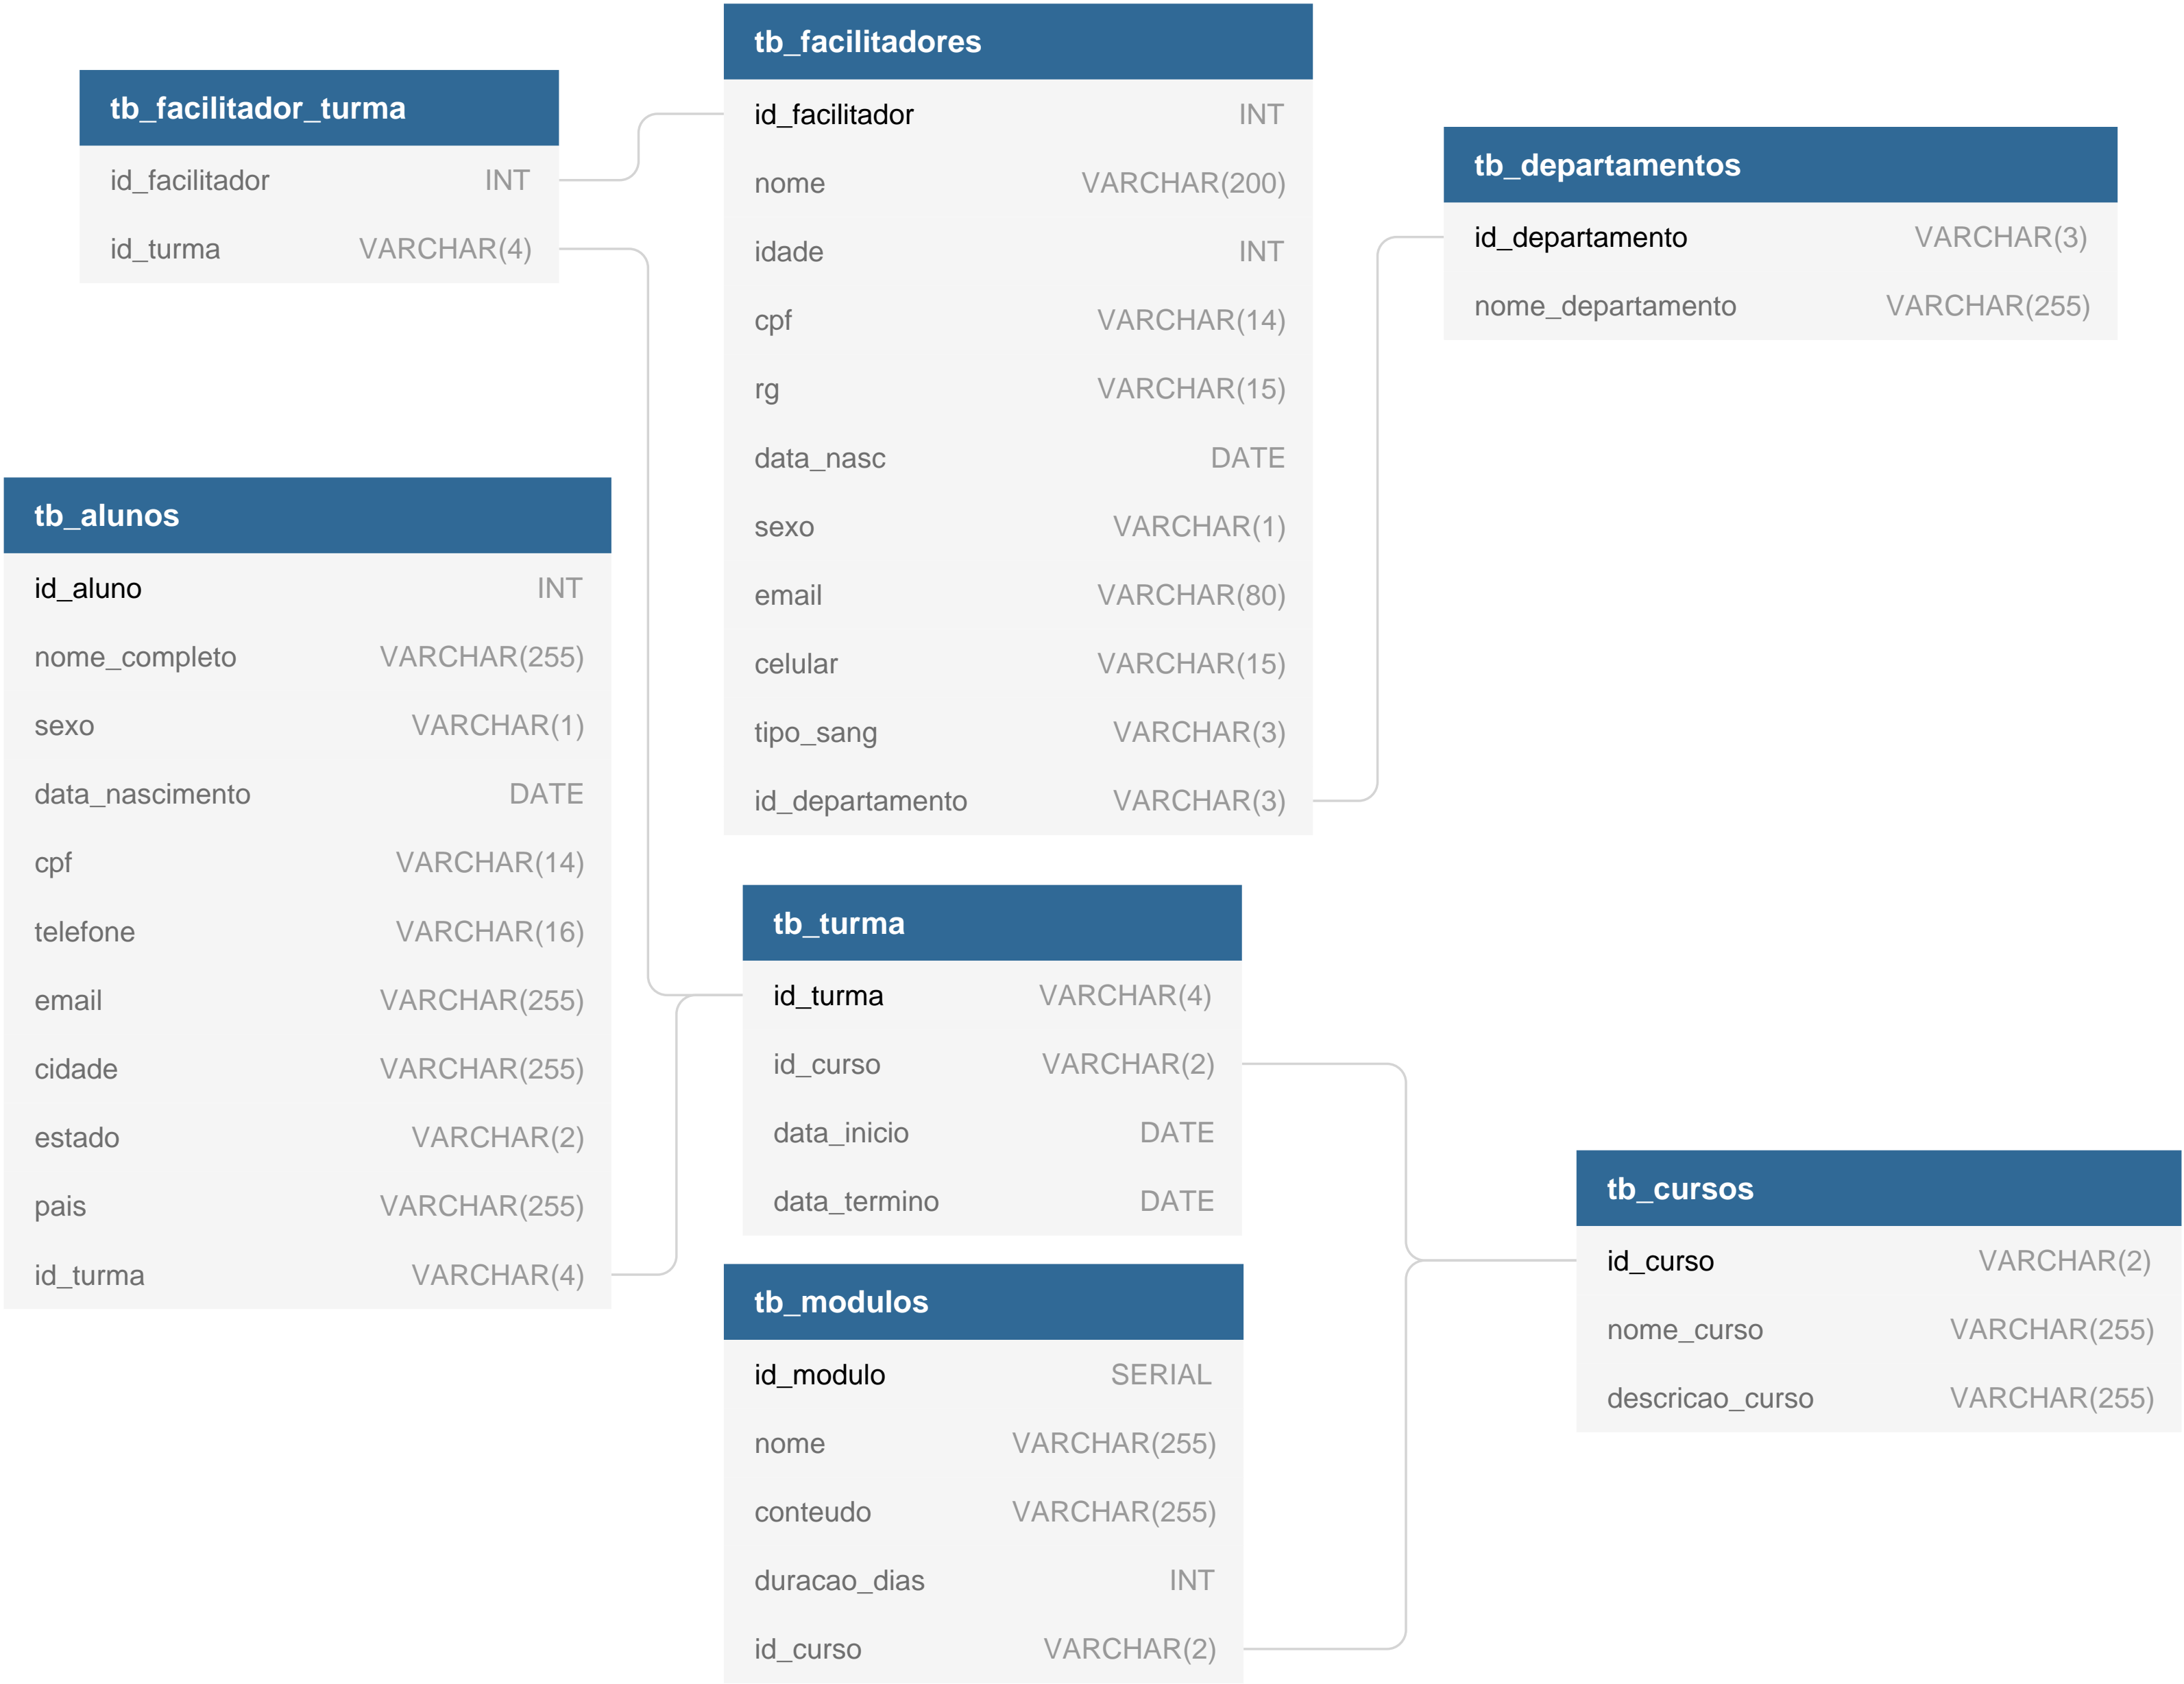 tb_facilitador_turma
id_facilitador INT
id_turma VARCHAR(4)
tb_facilitadores
id_facilitador INT
nome VARCHAR(200)
idade INT
cpf VARCHAR(14)
rg VARCHAR(15)
data_nasc DATE
sexo VARCHAR(1)
email VARCHAR(80)
celular VARCHAR(15)
tipo_sang VARCHAR(3)
id_departamento VARCHAR(3)
tb_departamentos
id_departamento VARCHAR(3)
nome_departamento VARCHAR(255)
tb_alunos
id_aluno INT
nome_completo VARCHAR(255)
sexo VARCHAR(1)
data_nascimento DATE
cpf VARCHAR(14)
telefone VARCHAR(16)
email VARCHAR(255)
cidade VARCHAR(255)
estado VARCHAR(2)
pais VARCHAR(255)
id_turma VARCHAR(4)
tb_turma
id_turma VARCHAR(4)
id_curso VARCHAR(2)
data_inicio DATE
data_termino DATE
tb_modulos
id_modulo SERIAL
nome VARCHAR(255)
conteudo VARCHAR(255)
duracao_dias INT
id_curso VARCHAR(2)
tb_cursos
id_curso VARCHAR(2)
nome_curso VARCHAR(255)
descricao_curso VARCHAR(255)